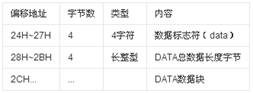 偏移地址 字节数 类型 内容
24H~27H 4 4字符 数据标志符（data）
28H~2BH 4 长整型 DATA总数据长度字节
2CH... ... DATA数据块